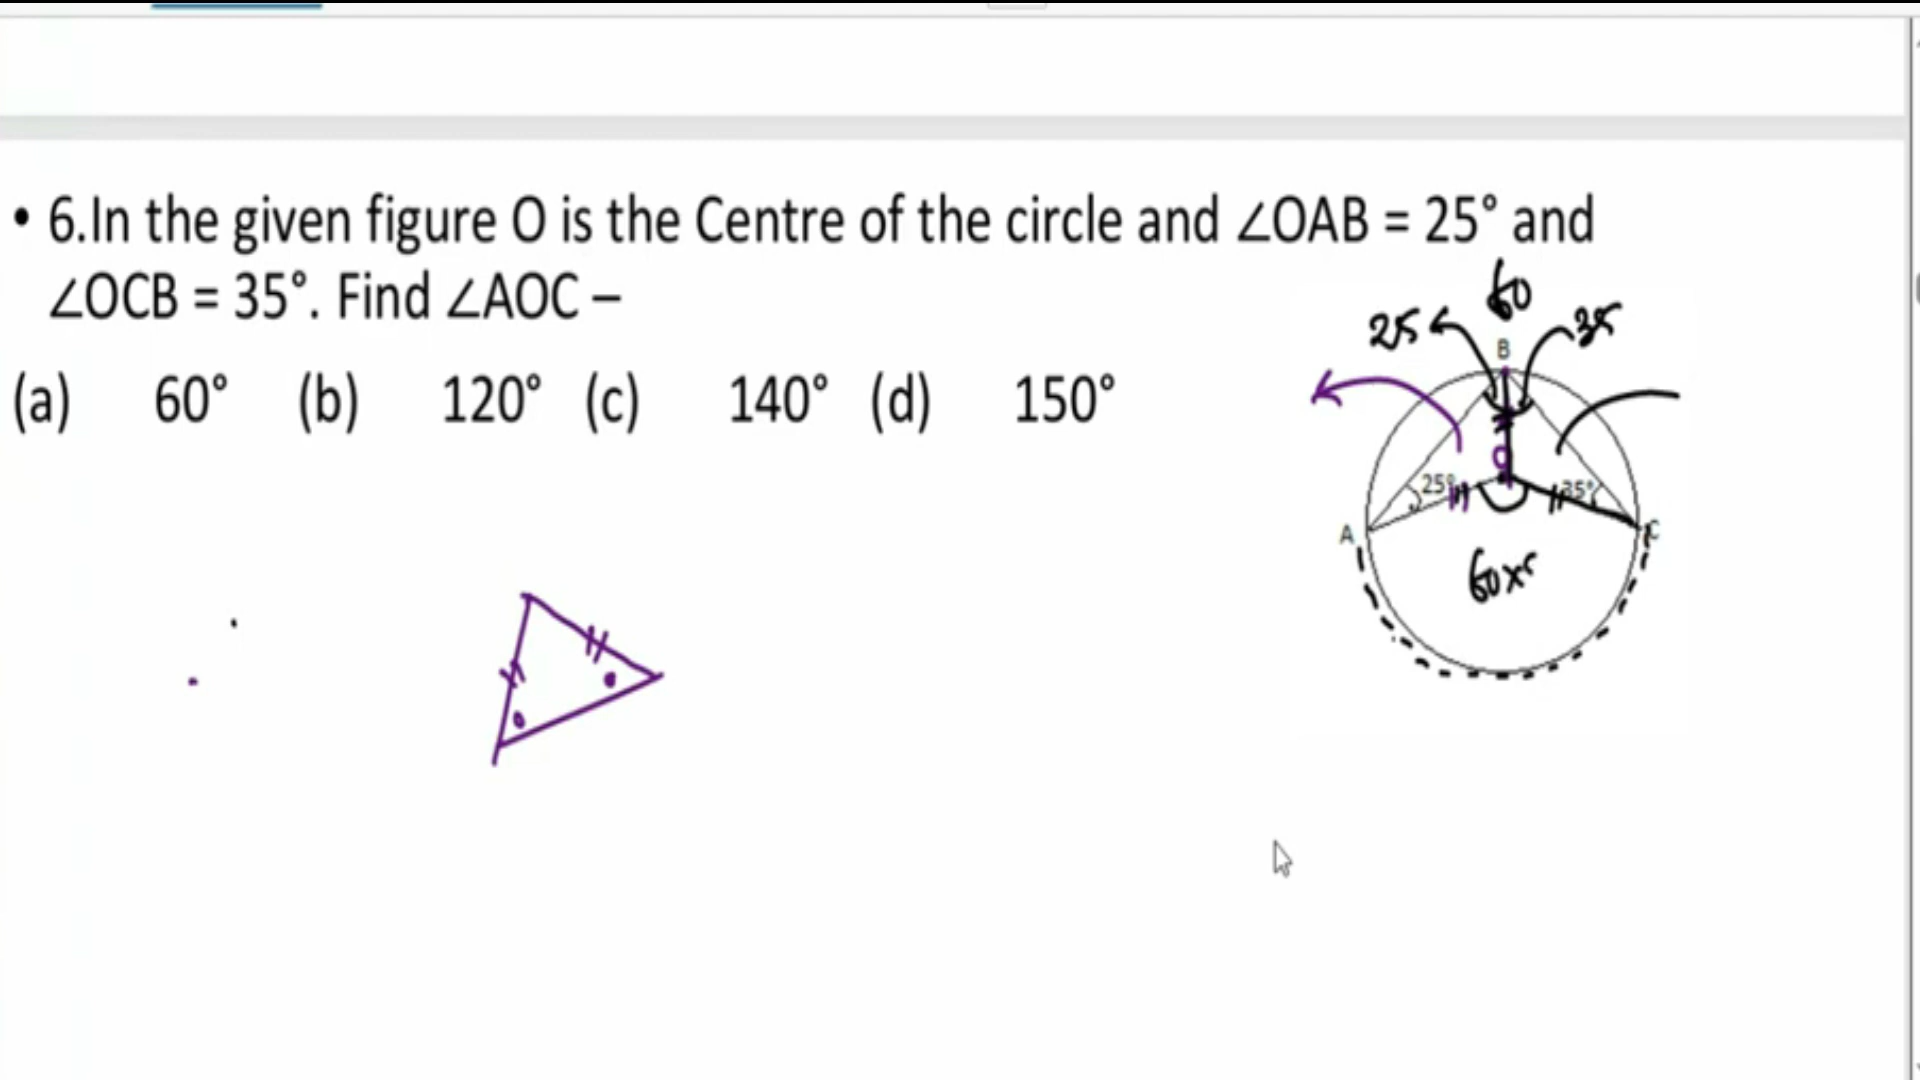 • 6.In the given figure O is the Centre of the circle and ∠OAB = 25° and
∠OCB = 35°. Find ∠AOC –
(a) 60° (b) 120° (c) 140° (d) 150°
60
25 35
B
O
25° 35°
A C
60x